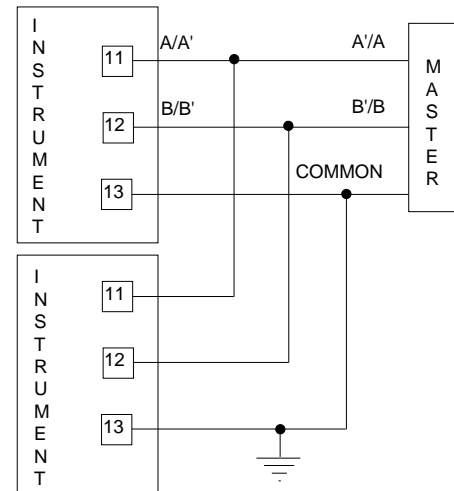 INSTRUMENT
11
A/A'
A'/A
12
B/B'
B'/B
13
COMMON
MASTER
INSTRUMENT
11
12
13